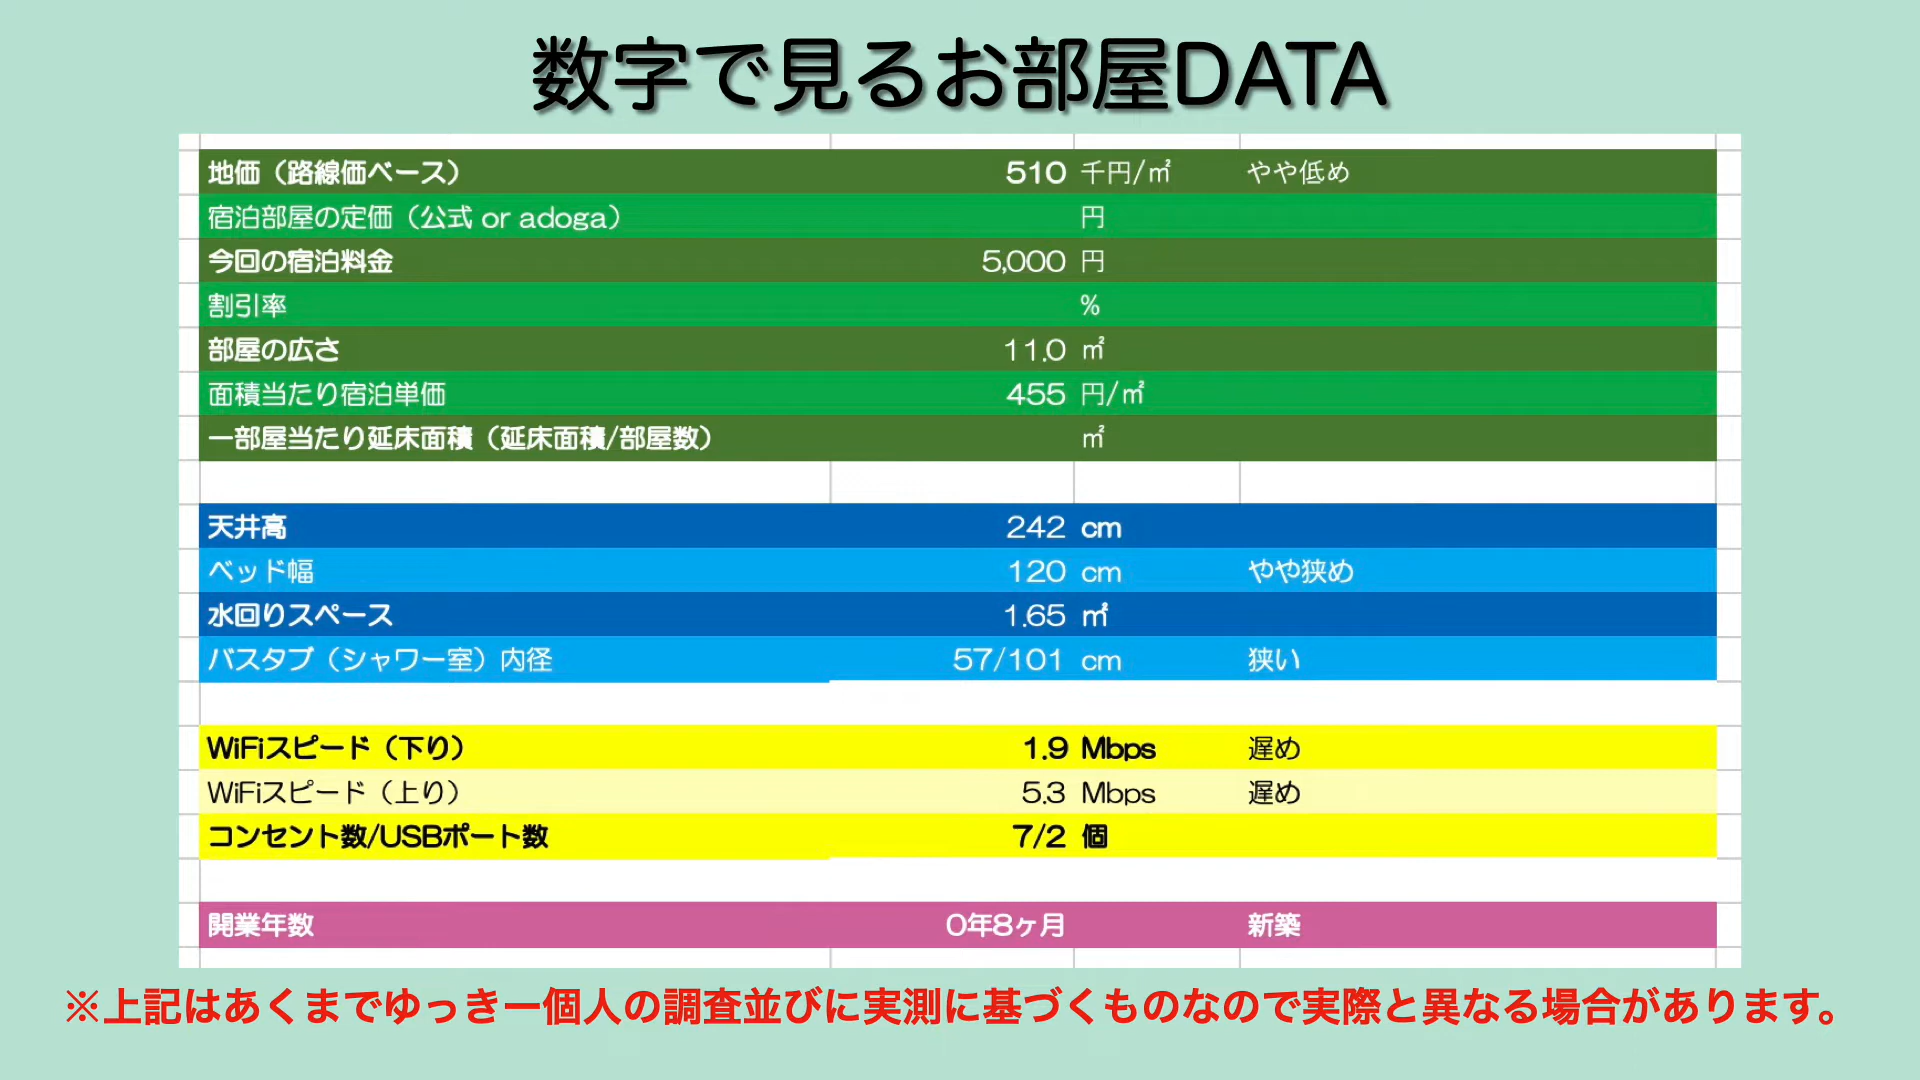 数字で見るお部屋DATA
地価（路線価ベース） 510 千円/㎡ やや低め
宿泊部屋の定価（公式 or adoga） 円
今回の宿泊料金 5,000 円
割引率 %
部屋の広さ 11.0 ㎡
面積当たり宿泊単価 455 円/㎡
一部屋当たり延床面積（延床面積/部屋数） ㎡
天井高 242 cm
ベッド幅 120 cm やや狭め
水回りスペース 1.65 ㎡
バスタブ（シャワー室）内径 57/101 cm 狭い
WiFiスピード（下り） 1.9 Mbps 遅め
WiFiスピード（上り） 5.3 Mbps 遅め
コンセント数/USBポート数 7/2 個
開業年数 0年8ヶ月 新築
※上記はあくまでゆっきー個人の調査並びに実測に基づくものなので実際と異なる場合があります。